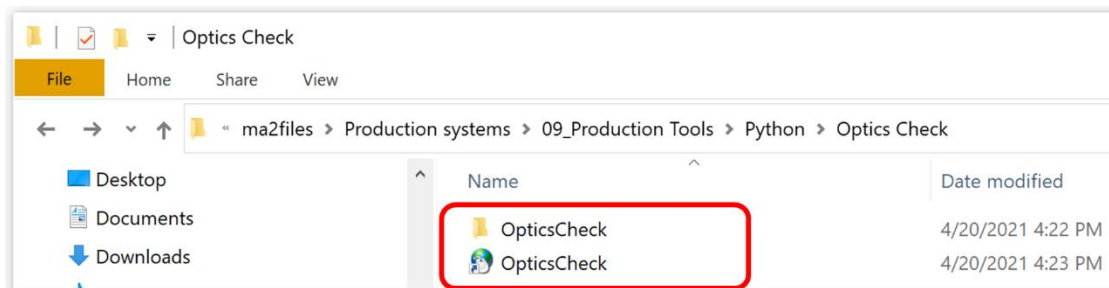 Optics Check
File Home Share View
« ma2files > Production systems > 09_Production Tools > Python > Optics Check
Desktop
Documents
Downloads
Name Date modified
OpticsCheck 4/20/2021 4:22 PM
OpticsCheck 4/20/2021 4:23 PM